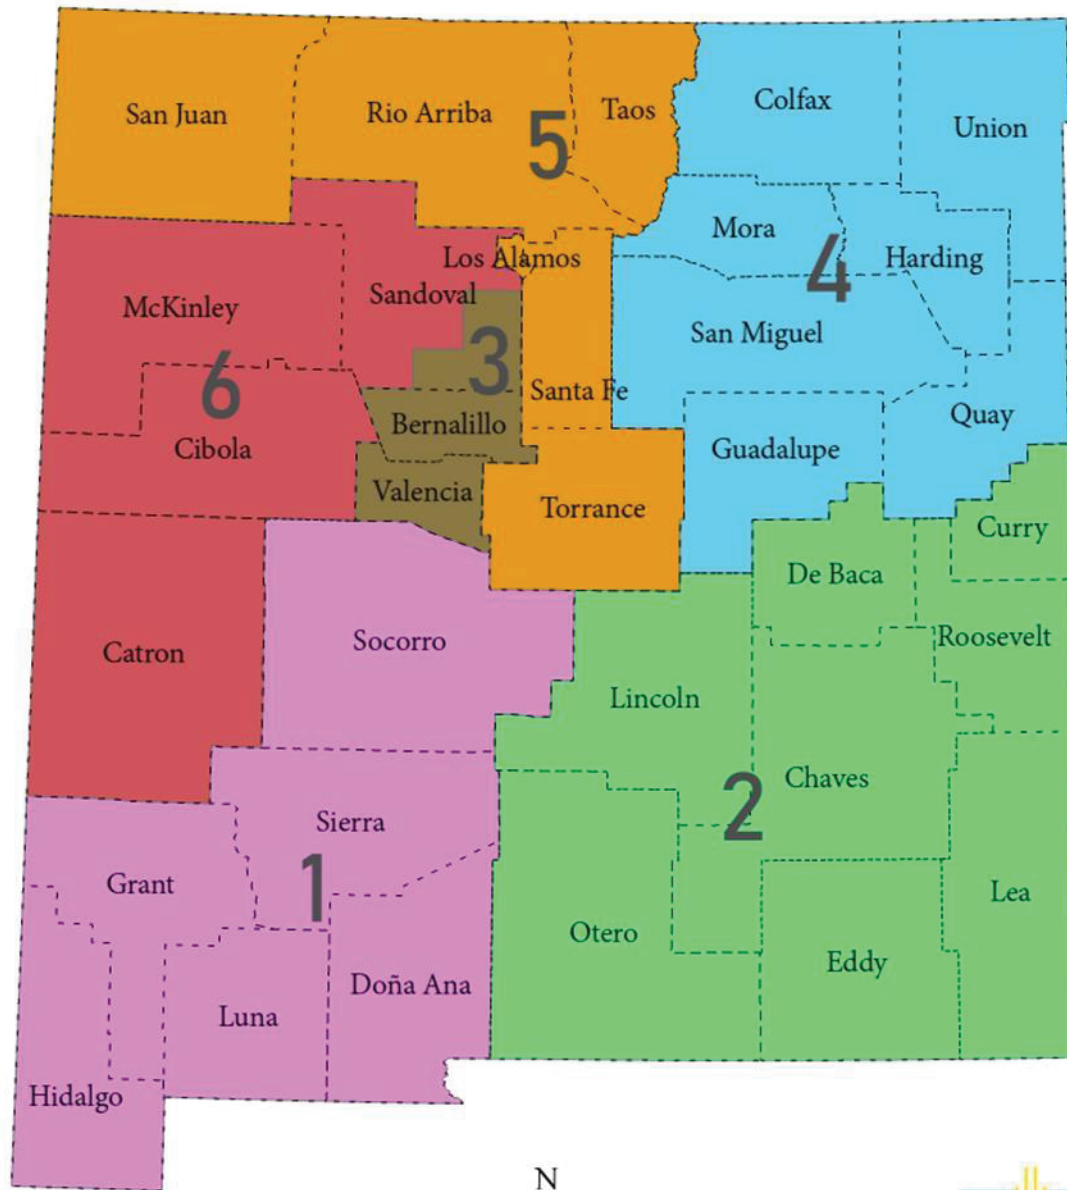 San Juan
Rio Arriba
Taos
Colfax
Union
5
Mora
Los Alamos
Harding
4
Sandoval
McKinley
San Miguel
3
6
Santa Fe
Bernalillo
Quay
Cibola
Guadalupe
Valencia
Torrance
Curry
De Baca
Roosevelt
Socorro
Catron
Lincoln
Chaves
2
Sierra
1
Grant
Lea
Otero
Eddy
Doña Ana
Luna
Hidalgo
N